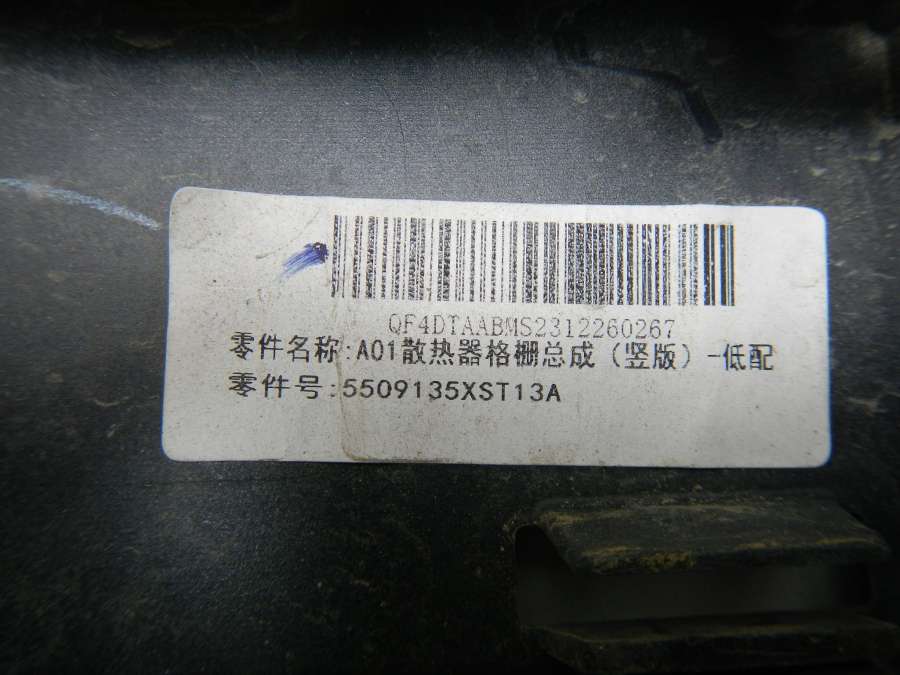 QF4DTAABMS2312260267
零件名称:A01散热器格栅总成（竖版）-低配
零件号:5509135XST13A